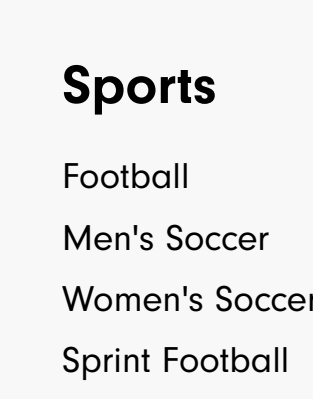 Sports
Football
Men's Soccer
Women's Soccer
Sprint Football